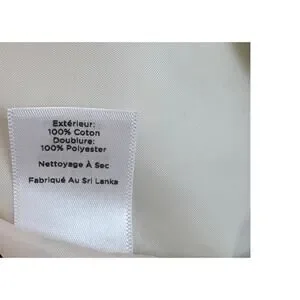 Extérieur:
100% Coton
Doublure:
100% Polyester
Nettoyage À Sec
Fabriqué Au Sri Lanka